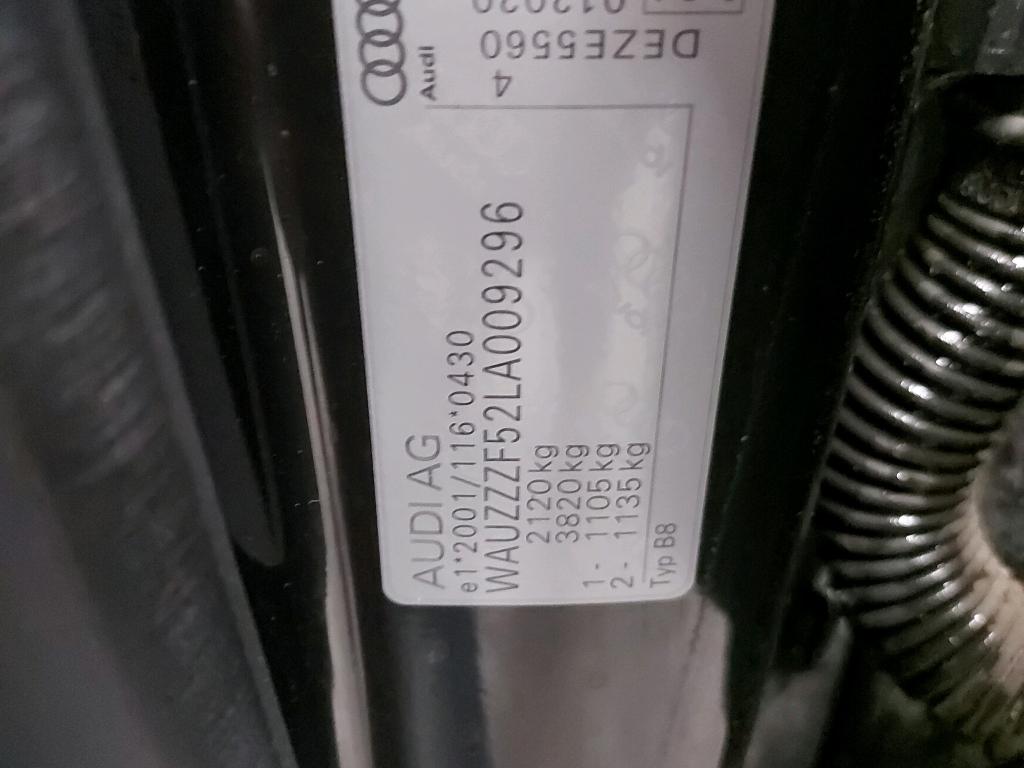 AUDI AG
e1*2001/116*0430
WAUZZZF52LA009296
2120 kg
3820 kg
1- 1105 kg
2- 1135 kg
Typ B8
Audi
DEZE5560
4